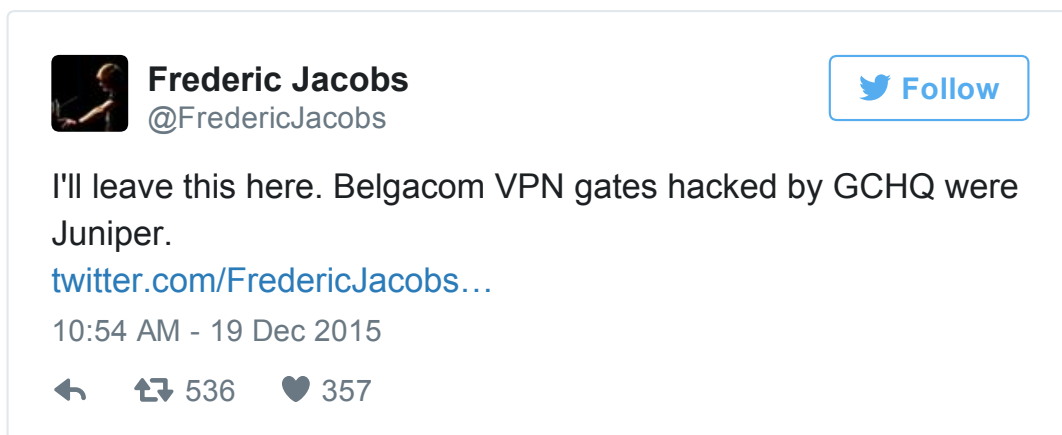 Frederic Jacobs
@FredericJacobs
Follow
I'll leave this here. Belgacom VPN gates hacked by GCHQ were
Juniper.
twitter.com/FredericJacobs…
10:54 AM - 19 Dec 2015
536 357